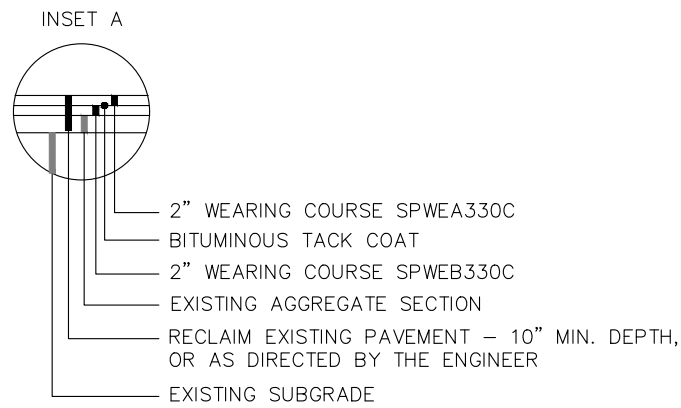 INSET A
2” WEARING COURSE SPWEA330C
BITUMINOUS TACK COAT
2” WEARING COURSE SPWEB330C
EXISTING AGGREGATE SECTION
RECLAIM EXISTING PAVEMENT – 10” MIN. DEPTH,
OR AS DIRECTED BY THE ENGINEER
EXISTING SUBGRADE